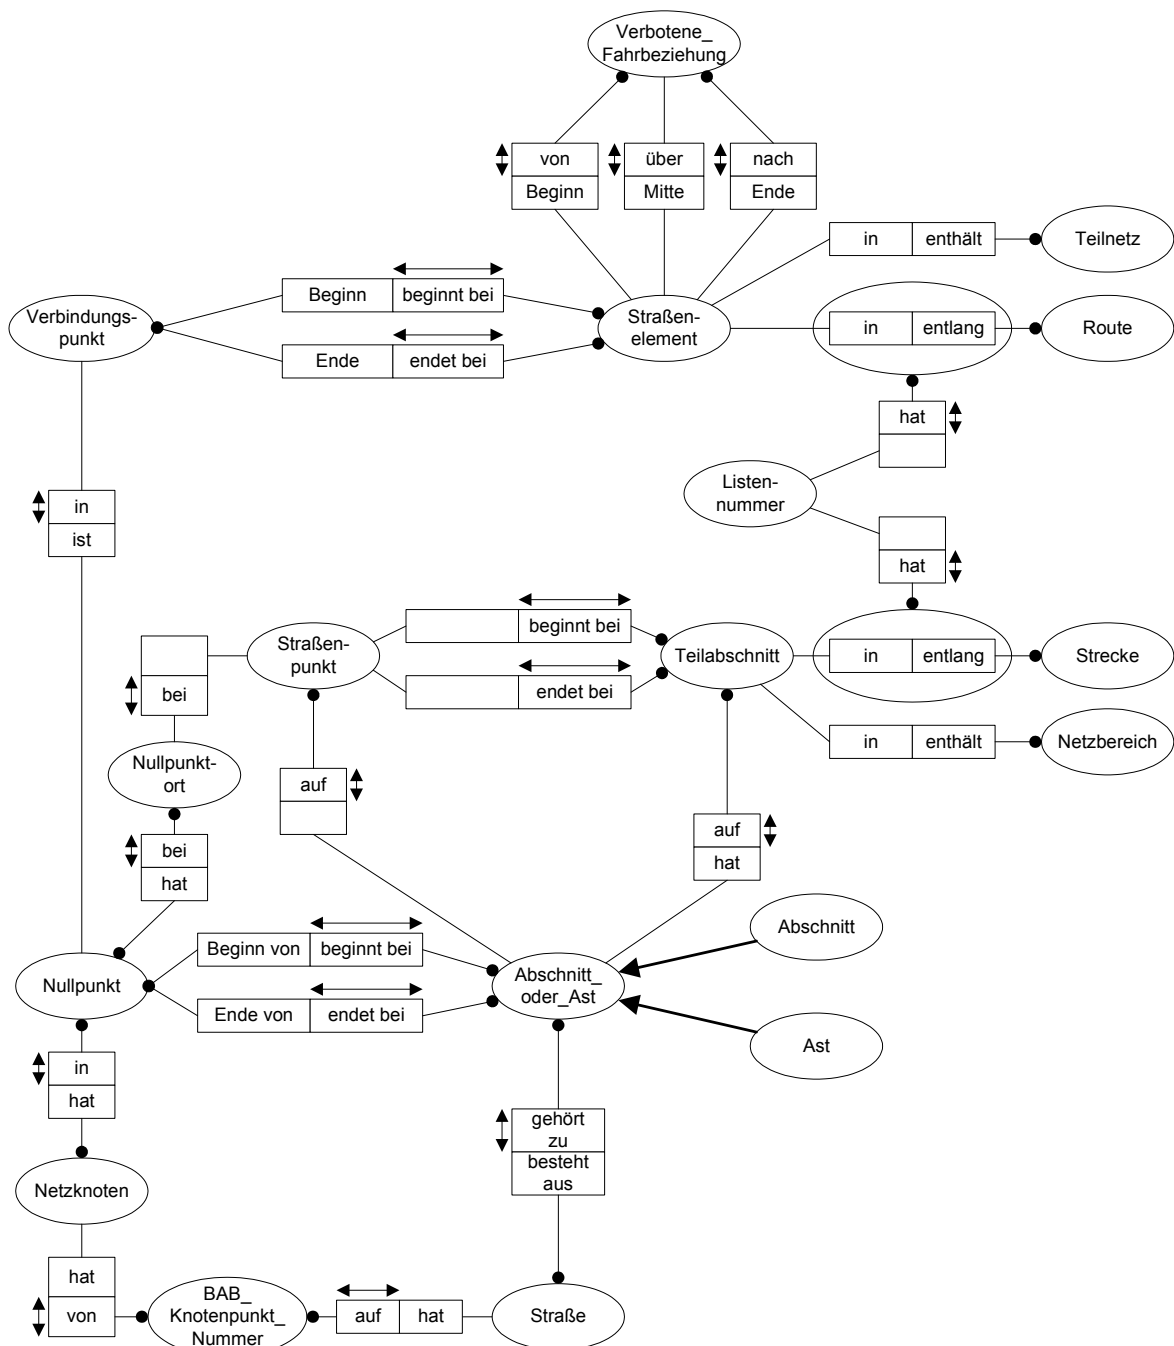 Verbotene_
Fahrbeziehung
von
über
nach
Beginn
Mitte
Ende
in
enthält
Teilnetz
Verbindungs-
punkt
Beginn
beginnt bei
Ende
endet bei
Straßen-
element
in
entlang
Route
hat
Listen-
nummer
hat
in
ist
Straßen-
punkt
beginnt bei
endet bei
Teilabschnitt
in
entlang
Strecke
bei
in
enthält
Netzbereich
Nullpunkt-
ort
auf
bei
hat
auf
hat
Abschnitt
Nullpunkt
Beginn von
beginnt bei
Ende von
endet bei
Abschnitt_
oder_Ast
Ast
in
hat
gehört
zu
besteht
aus
Netzknoten
hat
von
BAB_
Knotenpunkt_
Nummer
auf
hat
Straße